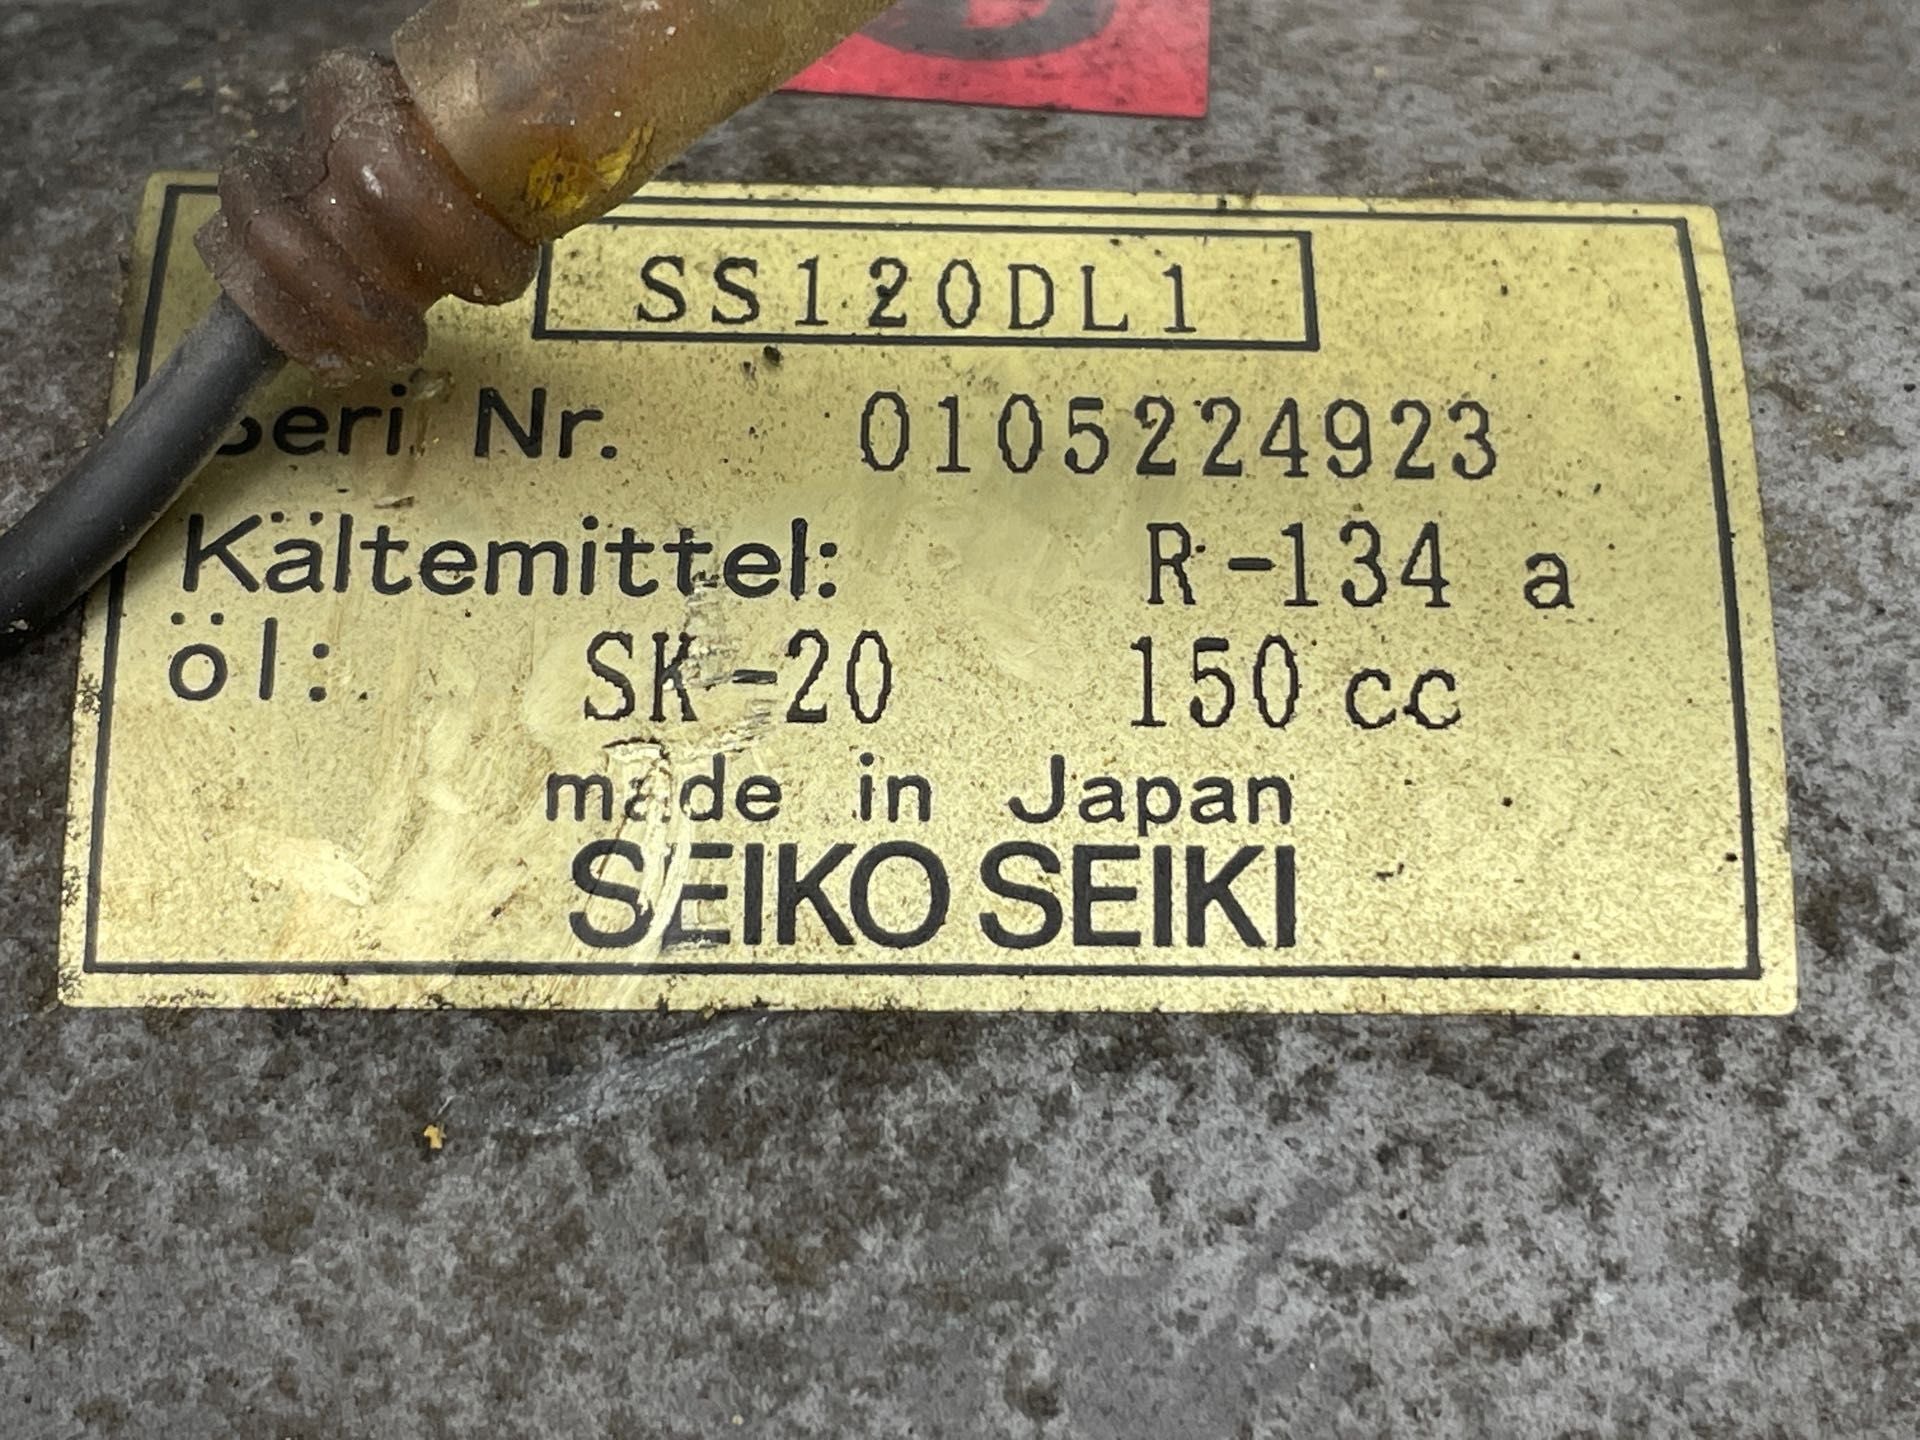 SS120DL1
Seri Nr. 0105224923
Kältemittel: R-134 a
öl: SK-20 150 cc
made in Japan
SEIKO SEIKI